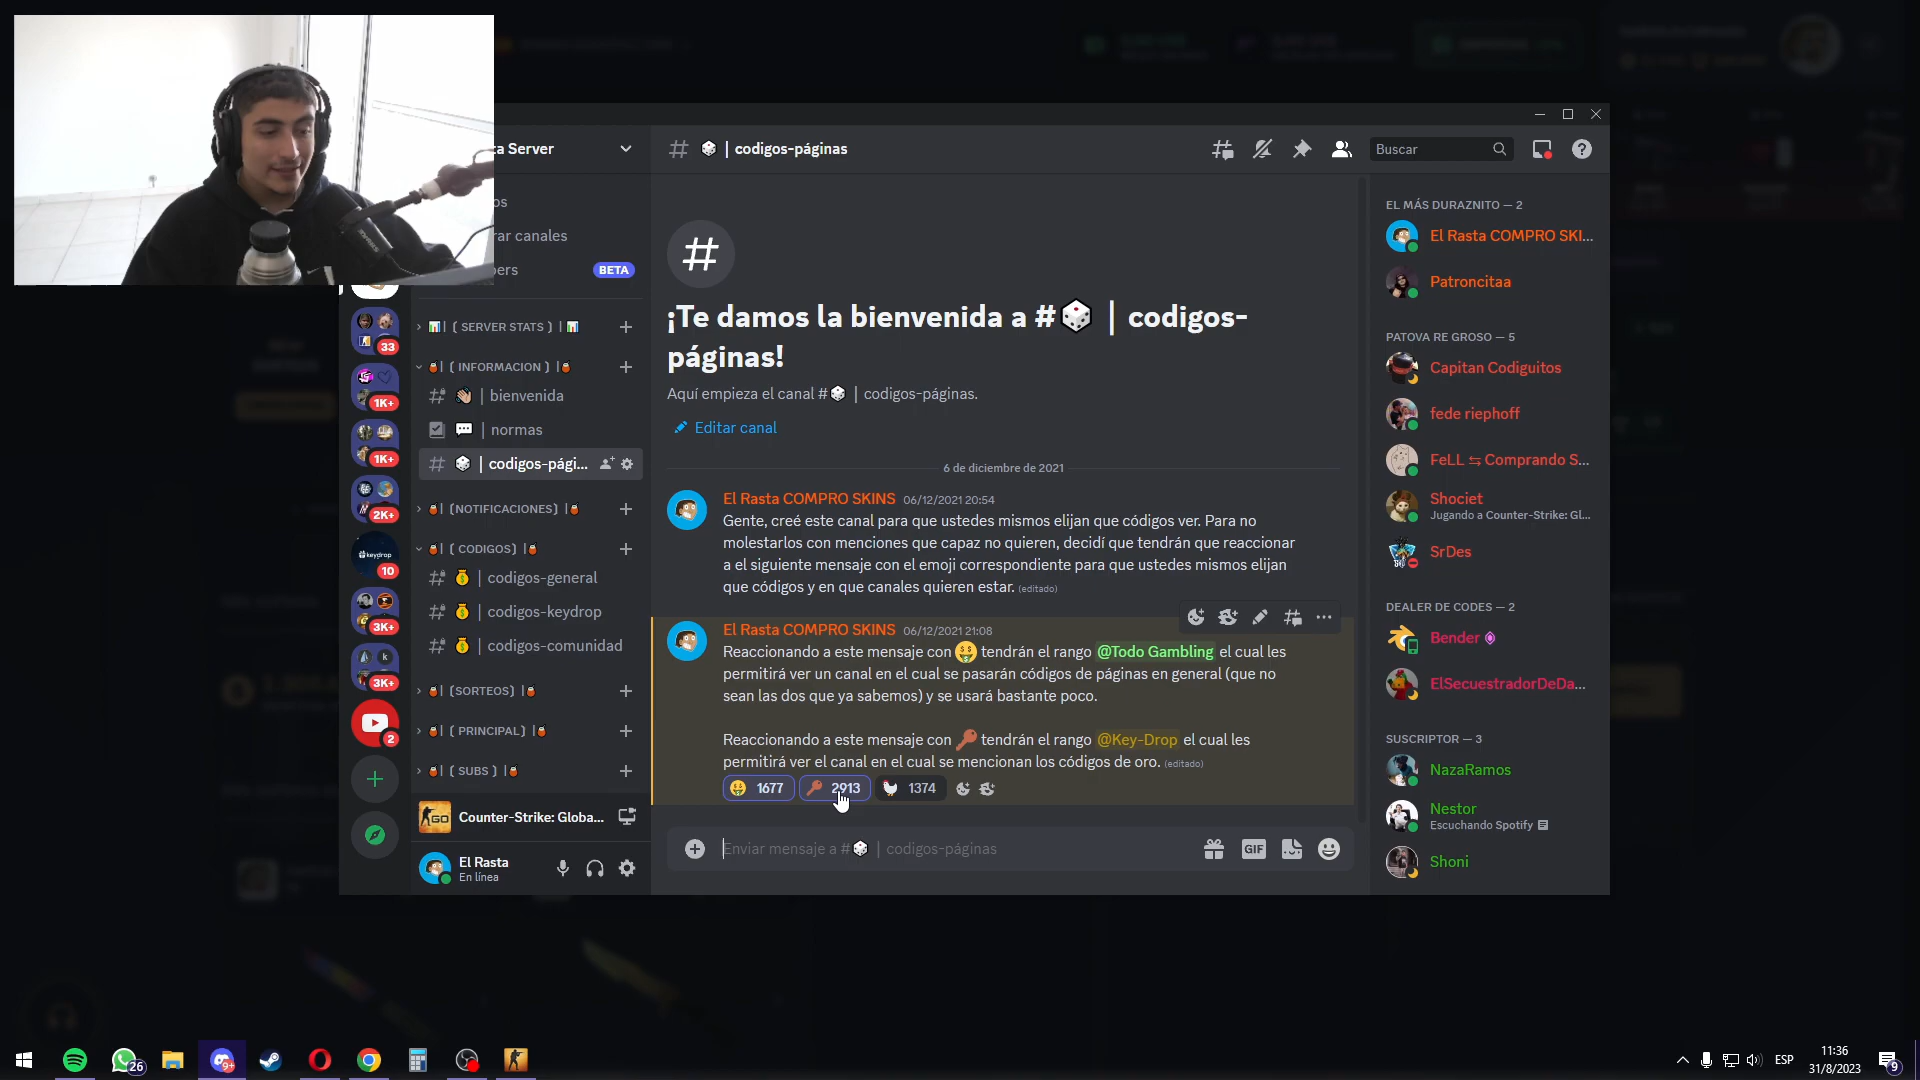 ta Server
# 🎲 | codigos-páginas
Buscar
os
rar canales
bers
BETA
( SERVER STATS )
( INFORMACION )
| bienvenida
| normas
| codigos-pági...
(NOTIFICACIONES)
( CODIGOS)
| codigos-general
| codigos-keydrop
| codigos-comunidad
(SORTEOS)
( PRINCIPAL)
( SUBS )
33
1K+
1K+
2K+
keydrop
10
3K+
k
3K+
2
GO
Counter-Strike: Globa...
El Rasta
En línea
¡Te damos la bienvenida a #🎲 | codigos-
páginas!
Aquí empieza el canal #🎲 | codigos-páginas.
Editar canal
6 de diciembre de 2021
El Rasta COMPRO SKINS 06/12/2021 20:54
Gente, creé este canal para que ustedes mismos elijan que códigos ver. Para no
molestarlos con menciones que capaz no quieren, decidí que tendrán que reaccionar
a el siguiente mensaje con el emoji correspondiente para que ustedes mismos elijan
que códigos y en que canales quieren estar. (editado)
El Rasta COMPRO SKINS 06/12/2021 21:08
Reaccionando a este mensaje con 🤑 tendrán el rango @Todo Gambling el cual les
permitirá ver un canal en el cual se pasarán códigos de páginas en general (que no
sean las dos que ya sabemos) y se usará bastante poco.
Reaccionando a este mensaje con 🔑 tendrán el rango @Key-Drop el cual les
permitirá ver el canal en el cual se mencionan los códigos de oro. (editado)
1677 2913 1374
Enviar mensaje a #🎲 | codigos-páginas
GIF
EL MÁS DURAZNITO — 2
El Rasta COMPRO SKI...
Patroncitaa
PATOVA RE GROSO — 5
Capitan Codiguitos
fede riephoff
FeLL ⇆ Comprando S...
Shociet
Jugando a Counter-Strike: Gl...
SrDes
DEALER DE CODES — 2
Bender
ElSecuestradorDeDa...
SUSCRIPTOR — 3
NazaRamos
Nestor
Escuchando Spotify
Shoni
26
9+
ESP
11:36
31/8/2023
9